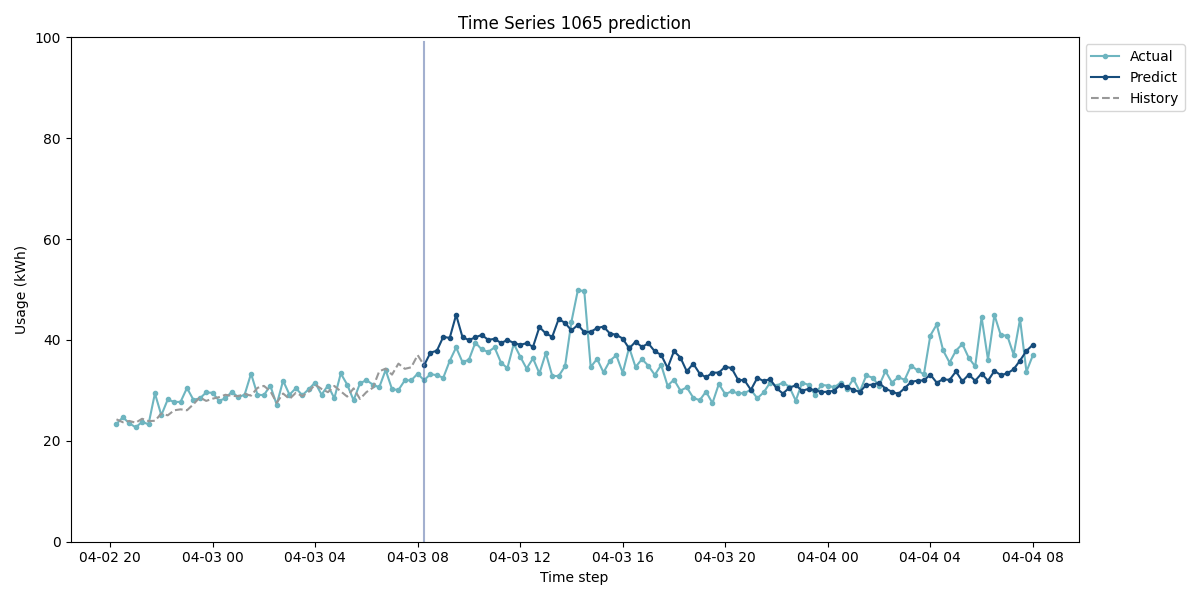 Time Series 1065 prediction
100
80
60
40
20
0
Usage (kWh)
04-02 20 04-03 00 04-03 04 04-03 08 04-03 12 04-03 16 04-03 20 04-04 00 04-04 04 04-04 08
Time step
Actual
Predict
History